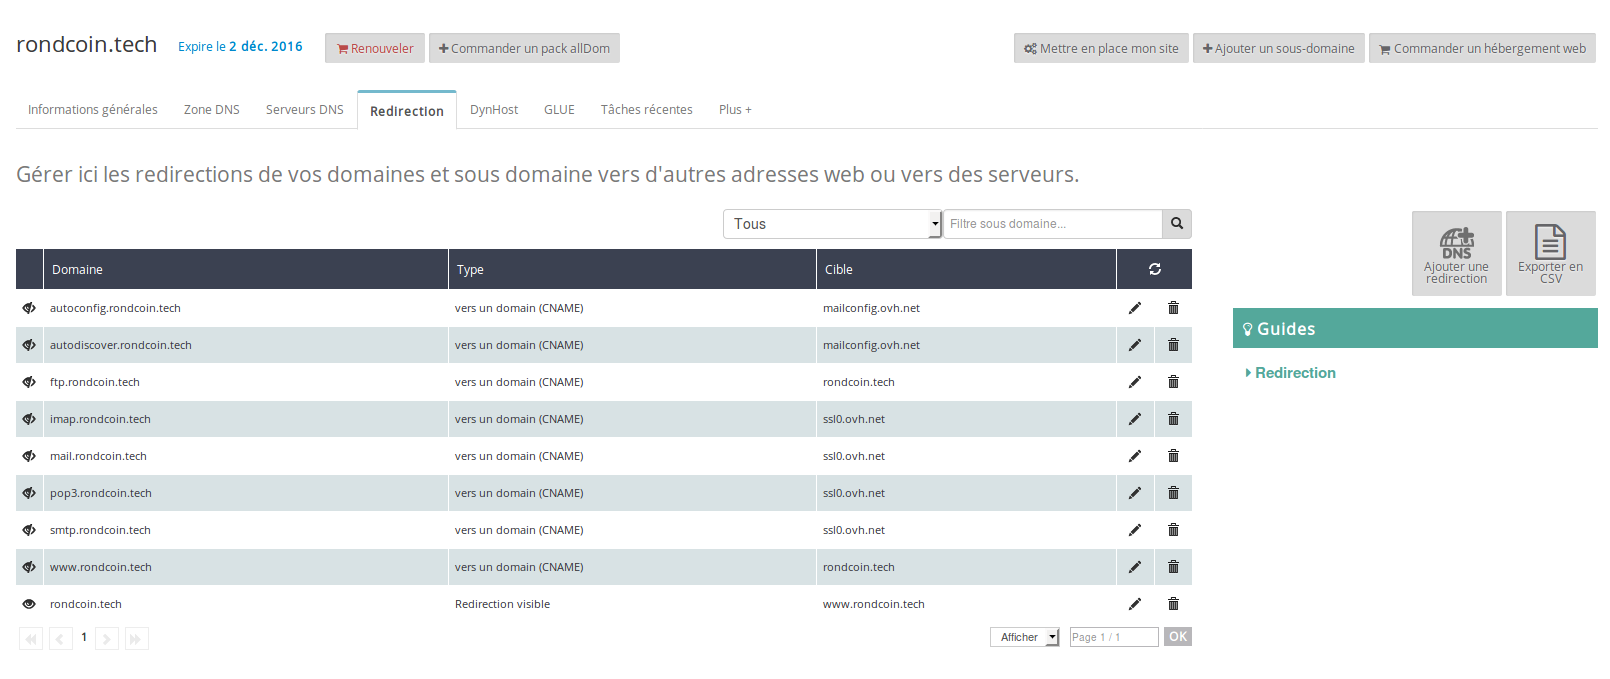 rondcoin.tech Expire le 2 déc. 2016 Renouveler Commander un pack allDom Mettre en place mon site Ajouter un sous-domaine Commander un hébergement web
Informations générales Zone DNS Serveurs DNS Redirection DynHost GLUE Tâches récentes Plus +
Gérer ici les redirections de vos domaines et sous domaine vers d'autres adresses web ou vers des serveurs.
Tous Filtre sous domaine...
DNS
Ajouter une
redirection
Exporter en
CSV
Domaine Type Cible
autoconfig.rondcoin.tech vers un domain (CNAME) mailconfig.ovh.net
autodiscover.rondcoin.tech vers un domain (CNAME) mailconfig.ovh.net
ftp.rondcoin.tech vers un domain (CNAME) rondcoin.tech
imap.rondcoin.tech vers un domain (CNAME) ssl0.ovh.net
mail.rondcoin.tech vers un domain (CNAME) ssl0.ovh.net
pop3.rondcoin.tech vers un domain (CNAME) ssl0.ovh.net
smtp.rondcoin.tech vers un domain (CNAME) ssl0.ovh.net
www.rondcoin.tech vers un domain (CNAME) rondcoin.tech
rondcoin.tech Redirection visible www.rondcoin.tech
1 Afficher Page 1 / 1 OK
Guides
Redirection